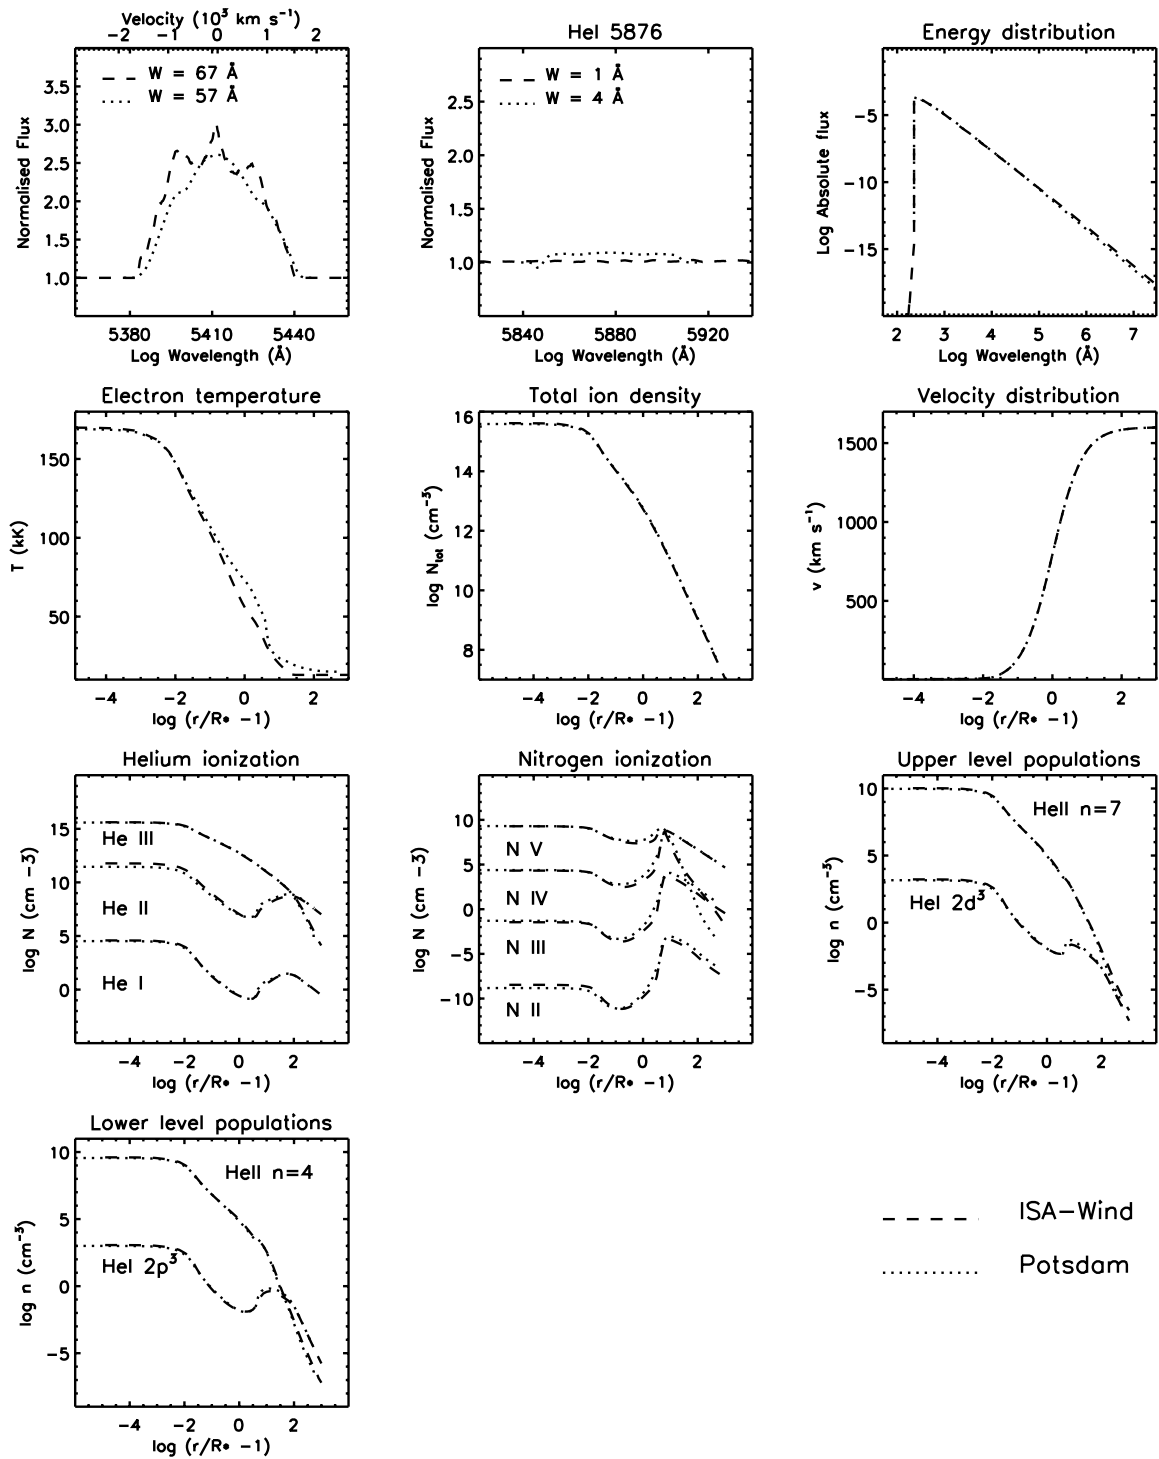 Velocity (10³ km s⁻¹)
−2 −1 0 1 2
W = 67 Å
W = 57 Å
3.5
3.0
2.5
2.0
1.5
1.0
Normalised Flux
5380 5410 5440
Log Wavelength (Å)
HeI 5876
W = 1 Å
W = 4 Å
2.5
2.0
1.5
1.0
Normalised Flux
5840 5880 5920
Log Wavelength (Å)
Energy distribution
−5
−10
−15
Log Absolute flux
2 3 4 5 6 7
Log Wavelength (Å)
Electron temperature
150
100
50
T (kK)
−4 −2 0 2
log (r/R* −1)
Total ion density
16
14
12
10
8
log Ntot (cm⁻³)
−4 −2 0 2
log (r/R* −1)
Velocity distribution
1500
1000
500
v (km s⁻¹)
−4 −2 0 2
log (r/R* −1)
Helium ionization
15
10
5
0
log N (cm −3)
He III
He II
He I
−4 −2 0 2
log (r/R* −1)
Nitrogen ionization
10
5
0
−5
−10
log N (cm −3)
N V
N IV
N III
N II
−4 −2 0 2
log (r/R* −1)
Upper level populations
10
5
0
−5
log n (cm⁻³)
HeII n=7
HeI 2d³
−4 −2 0 2
log (r/R* −1)
Lower level populations
10
5
0
−5
log n (cm⁻³)
HeII n=4
HeI 2p³
−4 −2 0 2
log (r/R* −1)
ISA−Wind
Potsdam